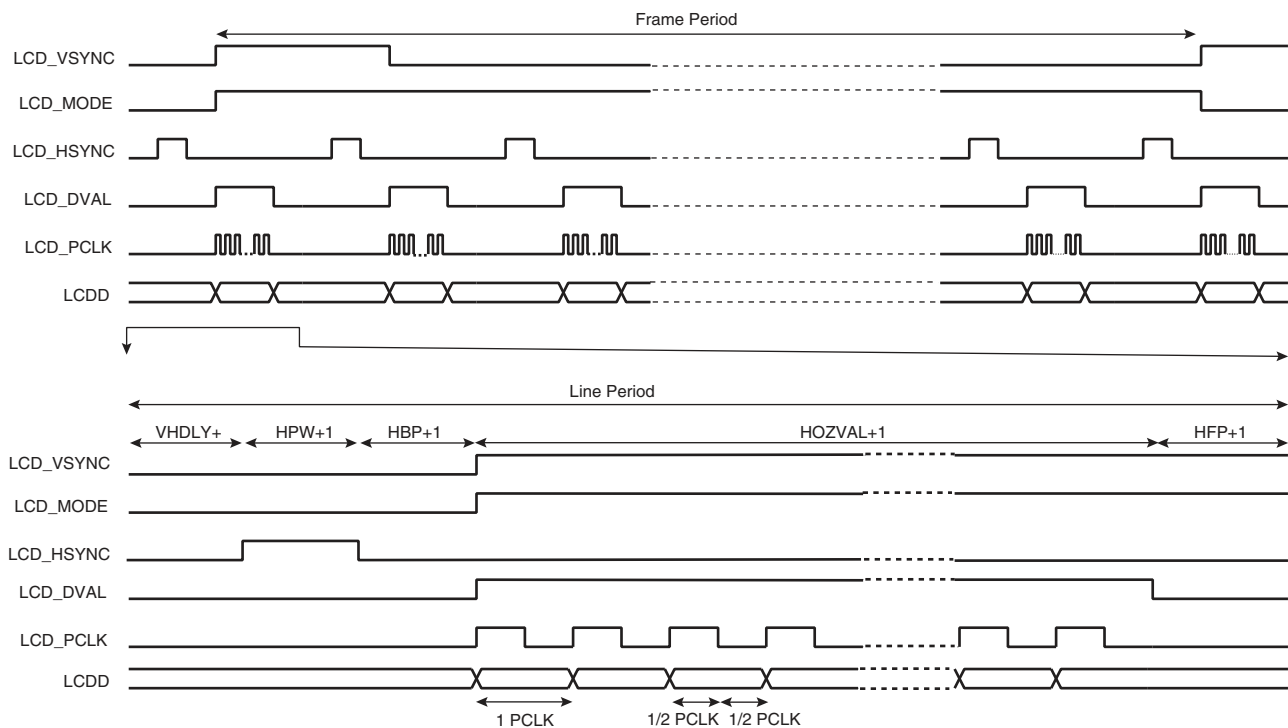 Frame Period
LCD_VSYNC
LCD_MODE
LCD_HSYNC
LCD_DVAL
LCD_PCLK
LCDD
Line Period
VHDLY+ HPW+1 HBP+1 HOZVAL+1 HFP+1
LCD_VSYNC
LCD_MODE
LCD_HSYNC
LCD_DVAL
LCD_PCLK
LCDD
1 PCLK 1/2 PCLK 1/2 PCLK